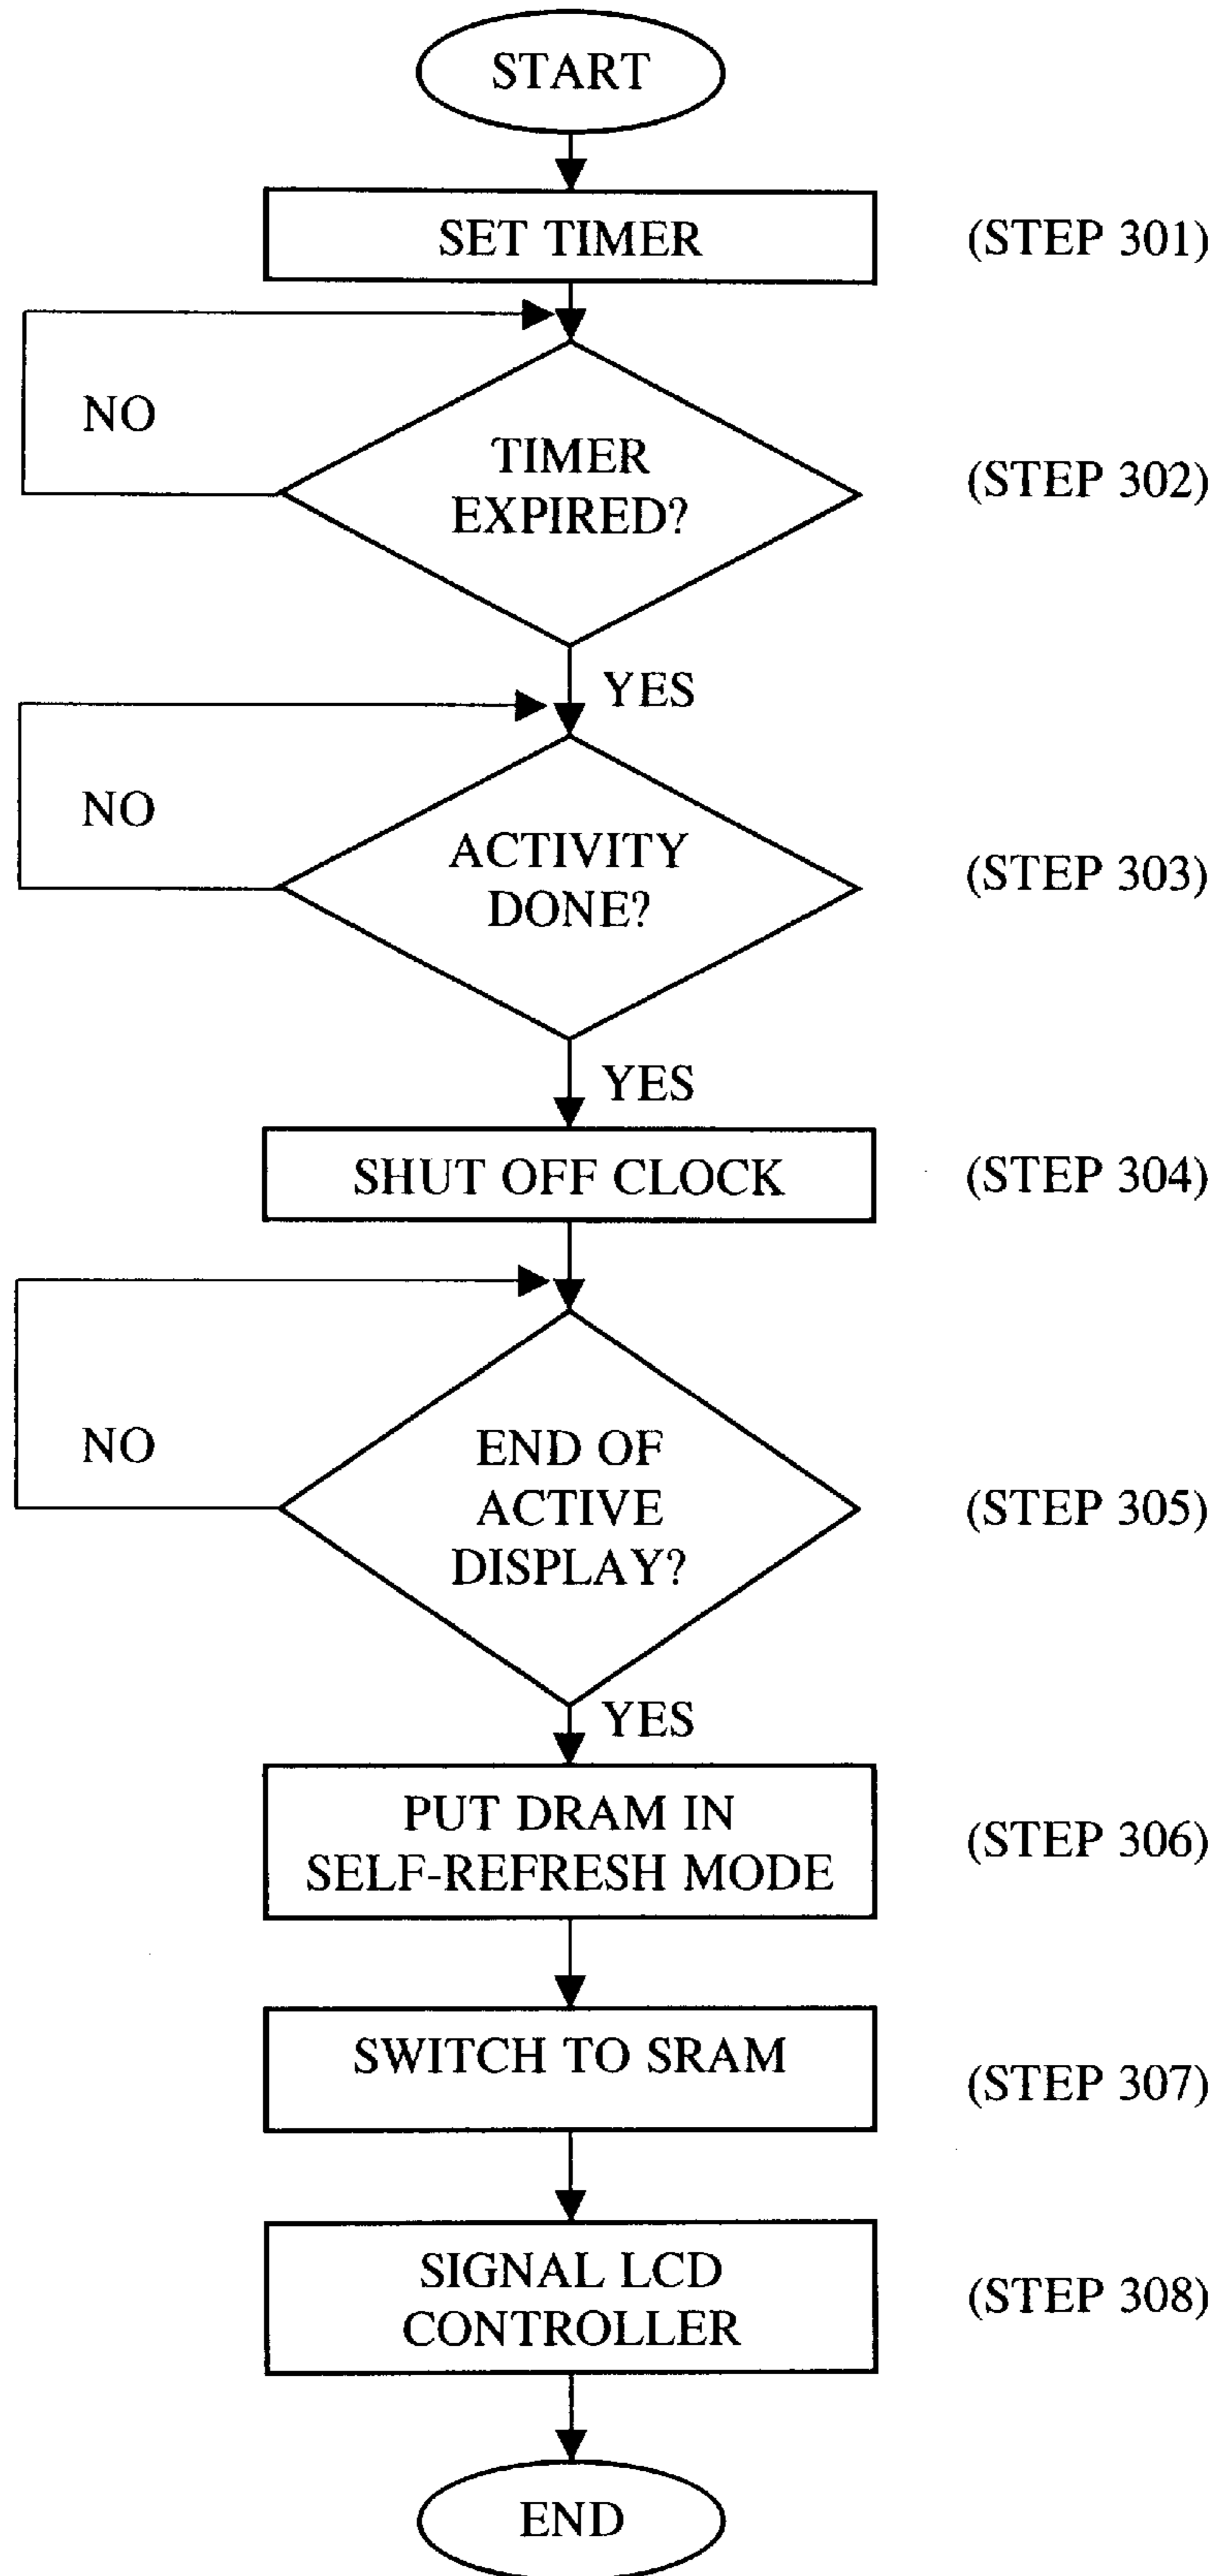 START
SET TIMER
(STEP 301)
NO
TIMER
EXPIRED?
(STEP 302)
YES
NO
ACTIVITY
DONE?
(STEP 303)
YES
SHUT OFF CLOCK
(STEP 304)
NO
END OF
ACTIVE
DISPLAY?
(STEP 305)
YES
PUT DRAM IN
SELF-REFRESH MODE
(STEP 306)
SWITCH TO SRAM
(STEP 307)
SIGNAL LCD
CONTROLLER
(STEP 308)
END